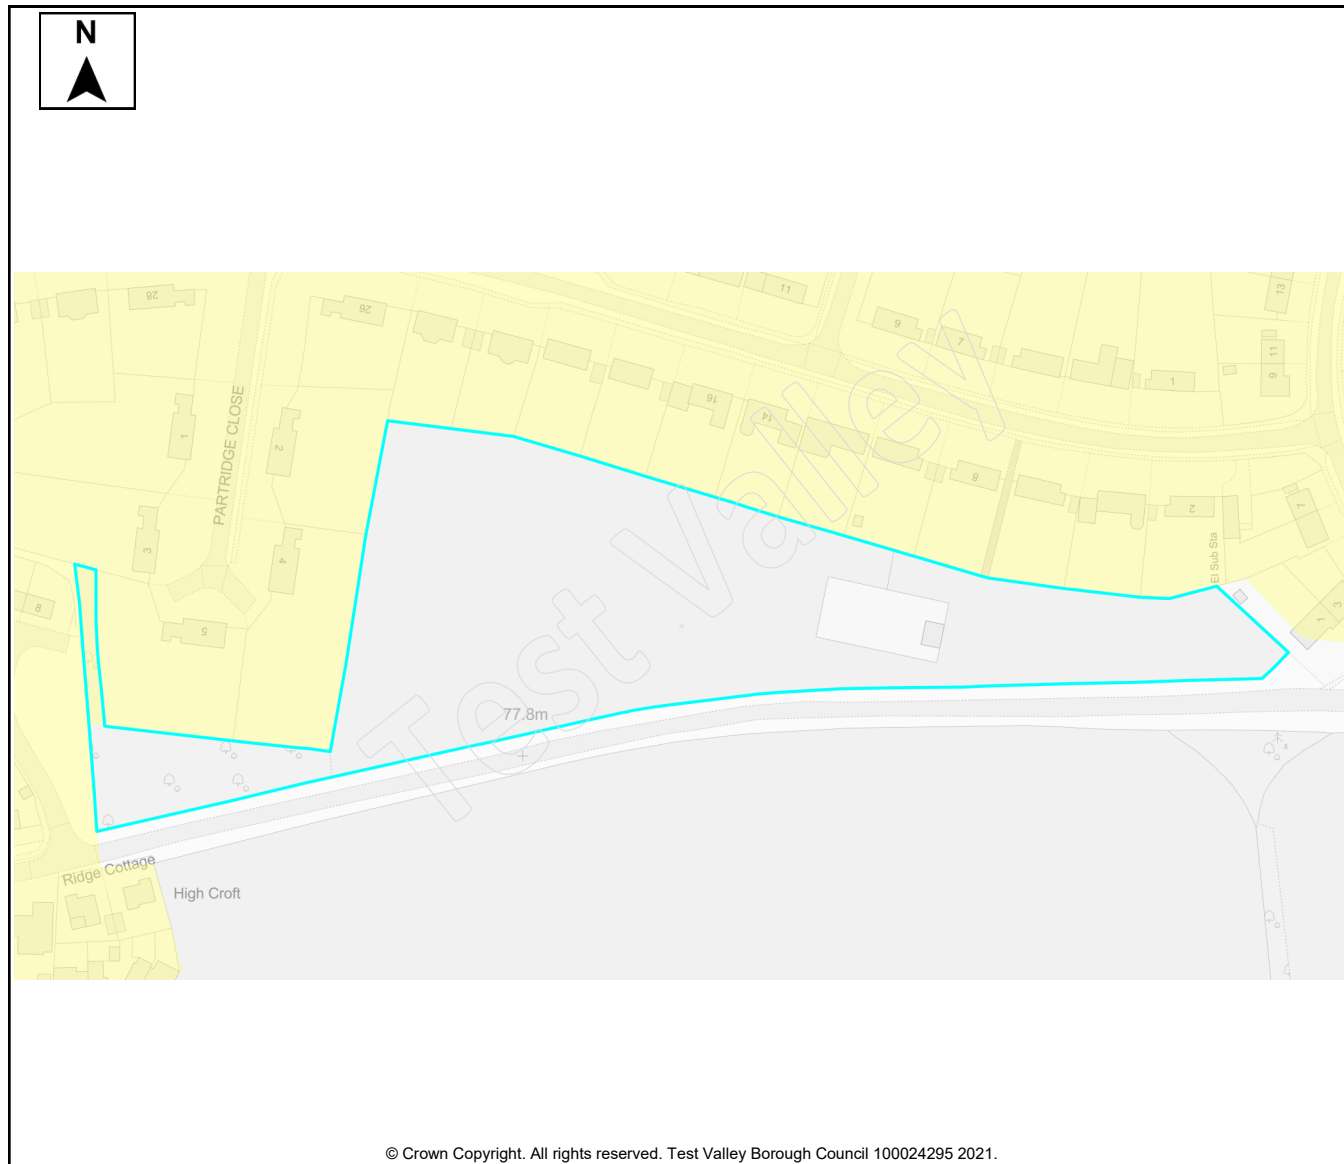 N
11
13
28
26
9
7
11
9
1
16
14
1
2
PARTRIDGE CLOSE
8
2
1
3
4
El Sub Sta
8
5
3
1
Test Valley
77.8m
Ridge Cottage
High Croft
© Crown Copyright. All rights reserved. Test Valley Borough Council 100024295 2021.